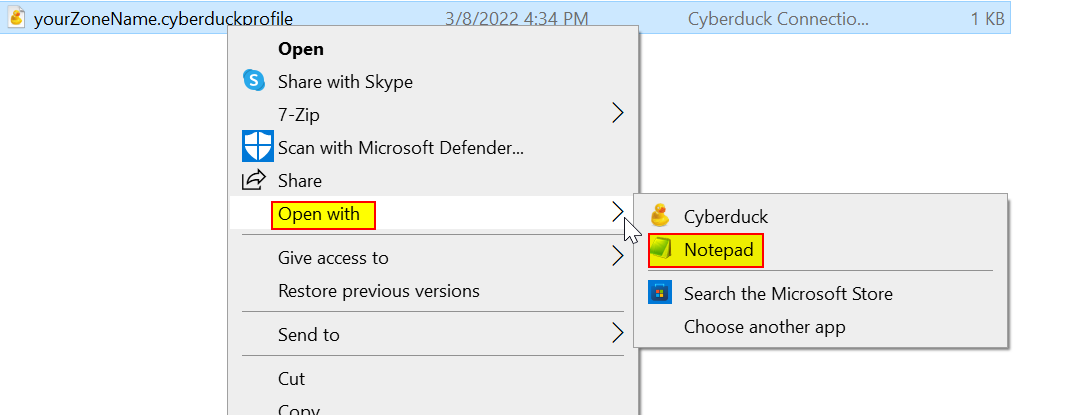 yourZoneName.cyberduckprofile 3/8/2022 4:34 PM Cyberduck Connectio... 1 KB
Open
Share with Skype
7-Zip
Scan with Microsoft Defender...
Share
Open with
Cyberduck
Notepad
Give access to
Restore previous versions
Search the Microsoft Store
Choose another app
Send to
Cut
Copy